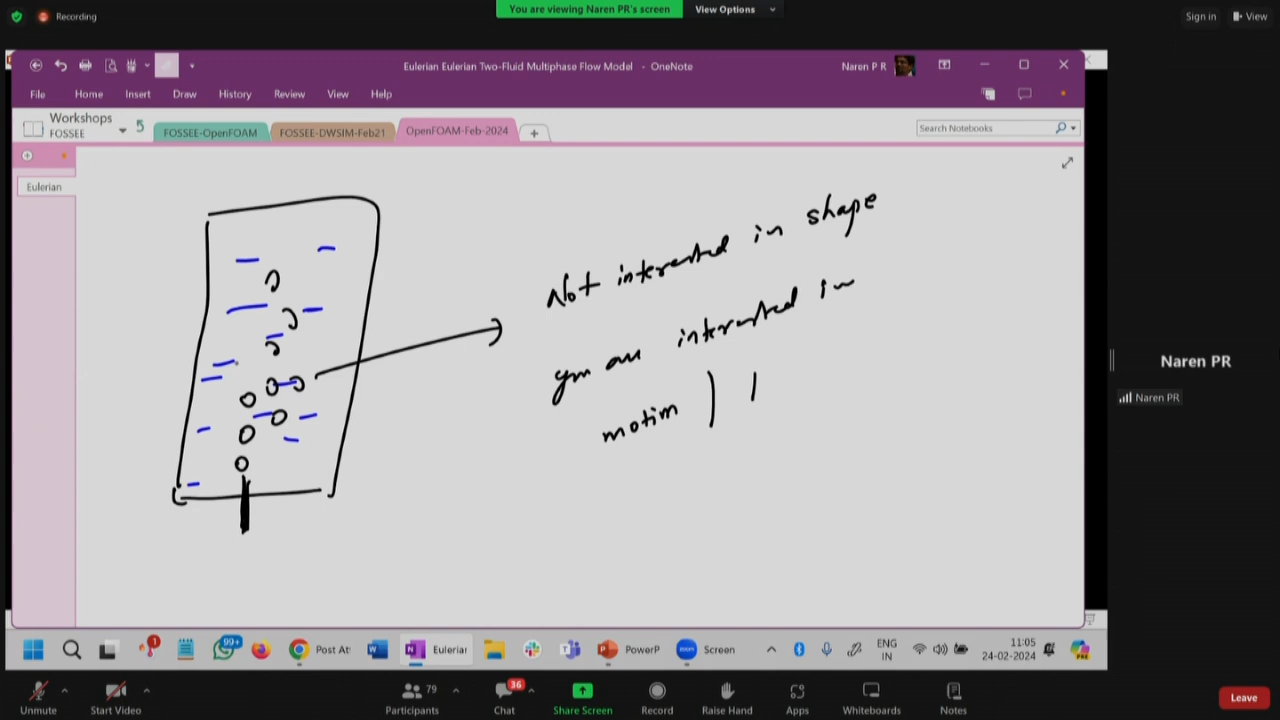 Recording
You are viewing Naren PR's screen
View Options
Sign in
View
Eulerian Eulerian Two-Fluid Multiphase Flow Model - OneNote
Naren P R
File Home Insert Draw History Review View Help
Workshops
FOSSEE
FOSSEE-OpenFOAM
FOSSEE-DWSIM-Feb21
OpenFOAM-Feb-2024
Search Notebooks
Eulerian
Not interested in shape
you are interested in
motion
Naren PR
Naren PR
1
99+
Post At
Eulerian
PowerP
Screen
ENG
IN
11:05
24-02-2024
Unmute
Start Video
79
Participants
36
Chat
Share Screen
Record
Raise Hand
Apps
Whiteboards
Notes
Leave